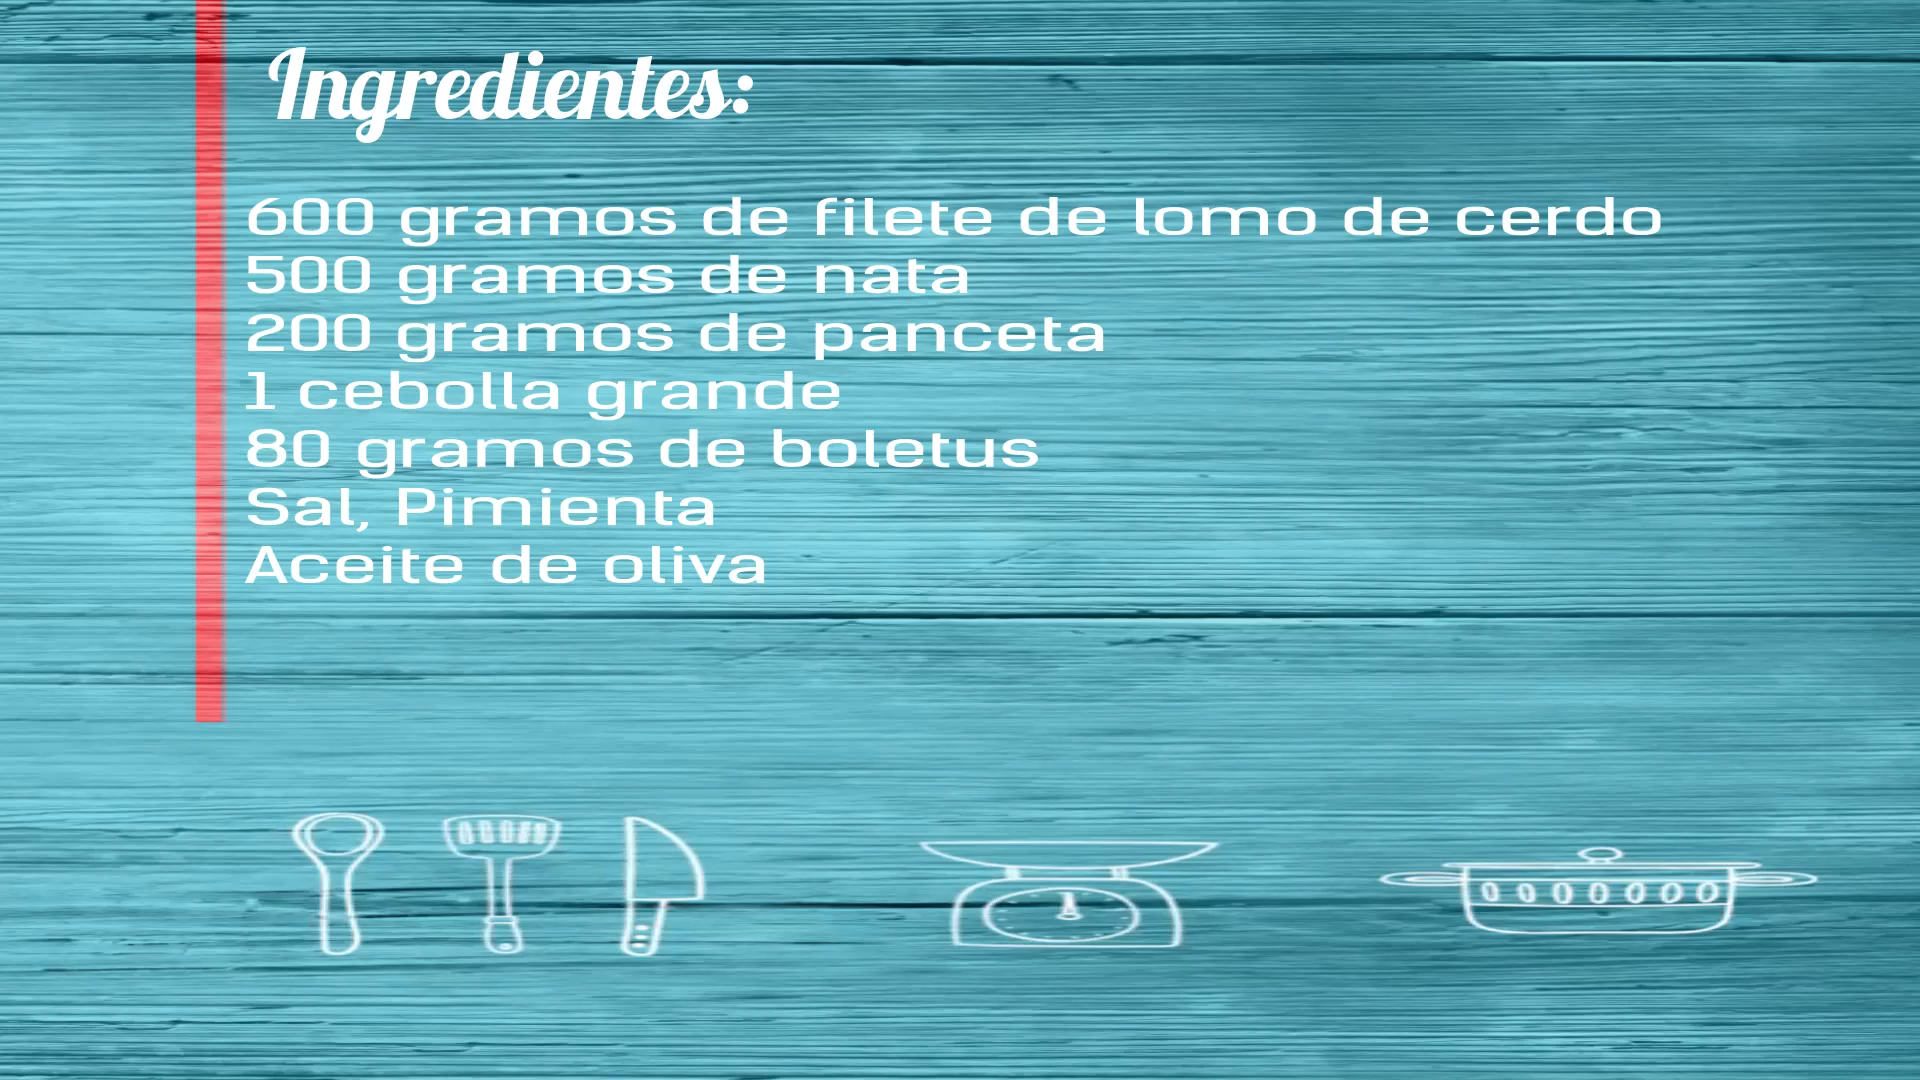 Ingredientes:
600 gramos de filete de lomo de cerdo
500 gramos de nata
200 gramos de panceta
1 cebolla grande
80 gramos de boletus
Sal, Pimienta
Aceite de oliva